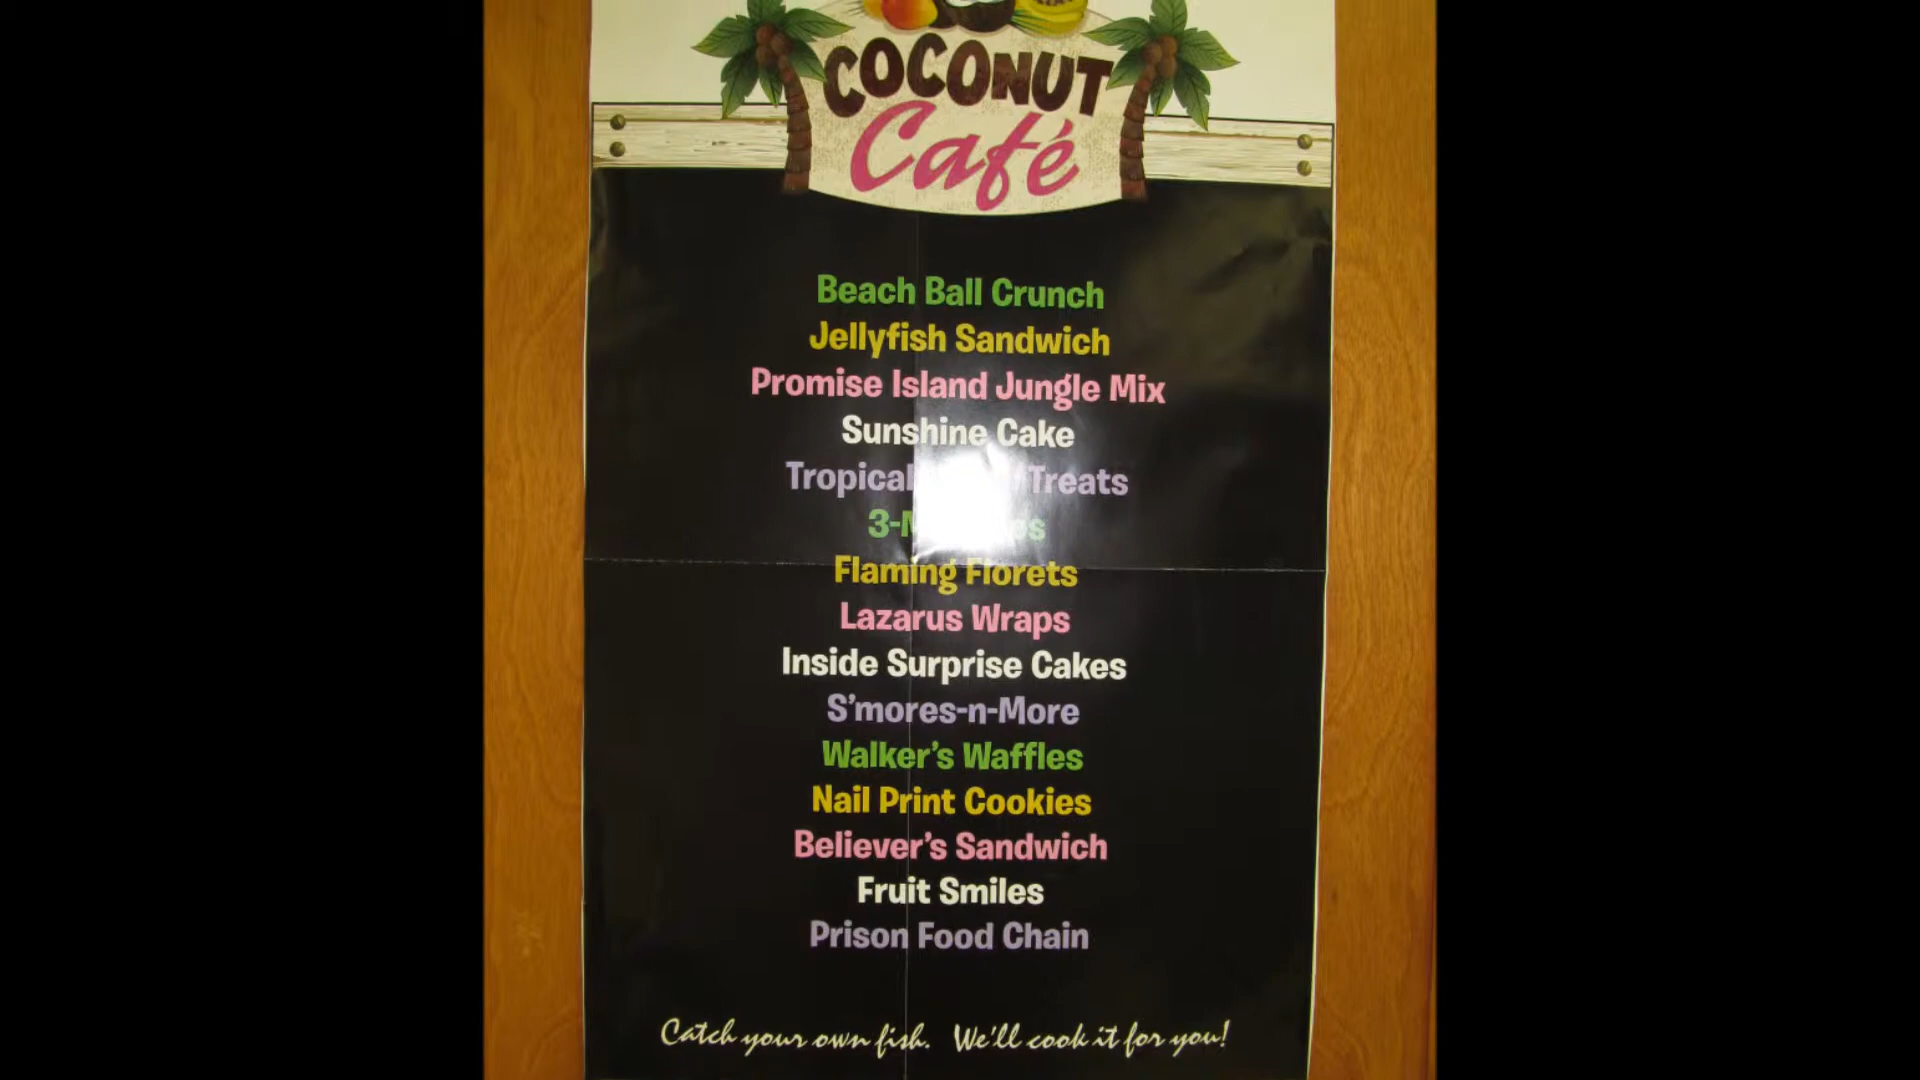 COCONUT
Café
Beach Ball Crunch
Jellyfish Sandwich
Promise Island Jungle Mix
Sunshine Cake
Tropical Treats
Flaming Florets
Lazarus Wraps
Inside Surprise Cakes
S'mores-n-More
Walker's Waffles
Nail Print Cookies
Believer's Sandwich
Fruit Smiles
Prison Food Chain
Catch your own fish. We'll cook it for you!